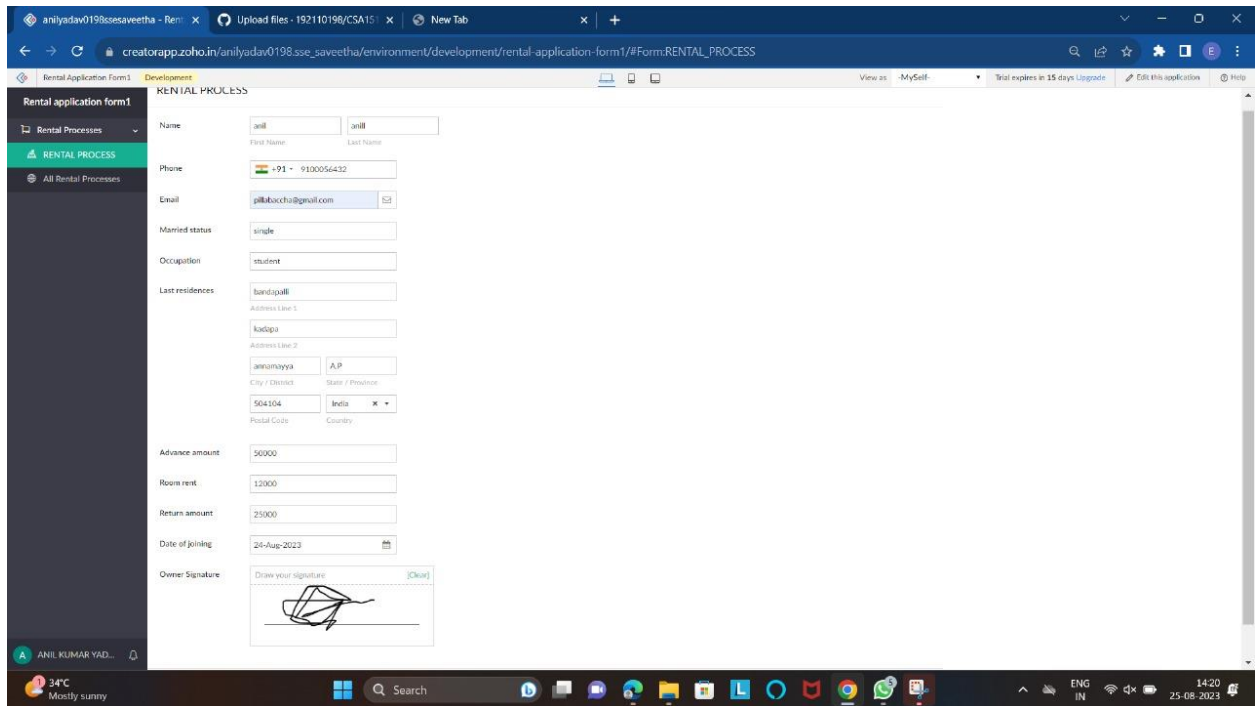 anilyadav0198ssesaveetha - Rent
Upload files · 192110198/CSA151
New Tab
creatorapp.zoho.in/anilyadav0198.sse_saveetha/environment/development/rental-application-form1/#Form:RENTAL_PROCESS
Rental Application Form1 Development View as -MySelf- Trial expires in 15 days Upgrade Edit this application Help
Rental application form1
Rental Processes
RENTAL PROCESS
All Rental Processes
RENTAL PROCESS
Name anil anill
First Name Last Name
Phone +91 9100056432
Email pillabaccha@gmail.com
Married status single
Occupation student
Last residences bandapalli
Address Line 1
kadapa
Address Line 2
annamayya A.P
City / District State / Province
504104 India
Postal Code Country
Advance amount 50000
Room rent 12000
Return amount 25000
Date of joining 24-Aug-2023
Owner Signature Draw your signature [Clear]
A ANIL KUMAR YAD...
1 34°C
Mostly sunny
Search
ENG
IN
14:20
25-08-2023